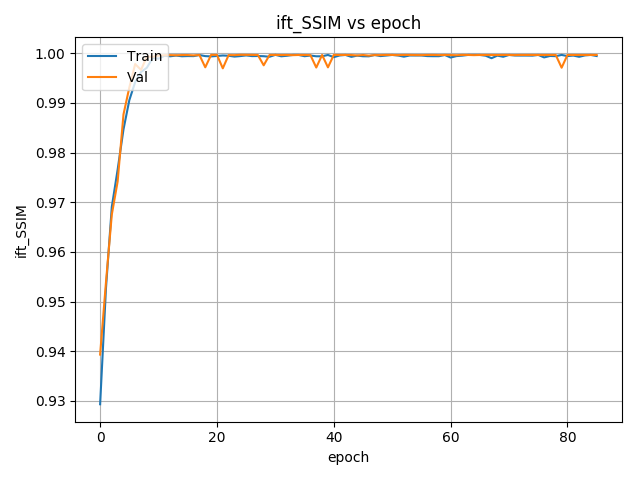 ift_SSIM vs epoch
Train
Val
1.00
0.99
0.98
0.97
0.96
0.95
0.94
0.93
ift_SSIM
0 20 40 60 80
epoch